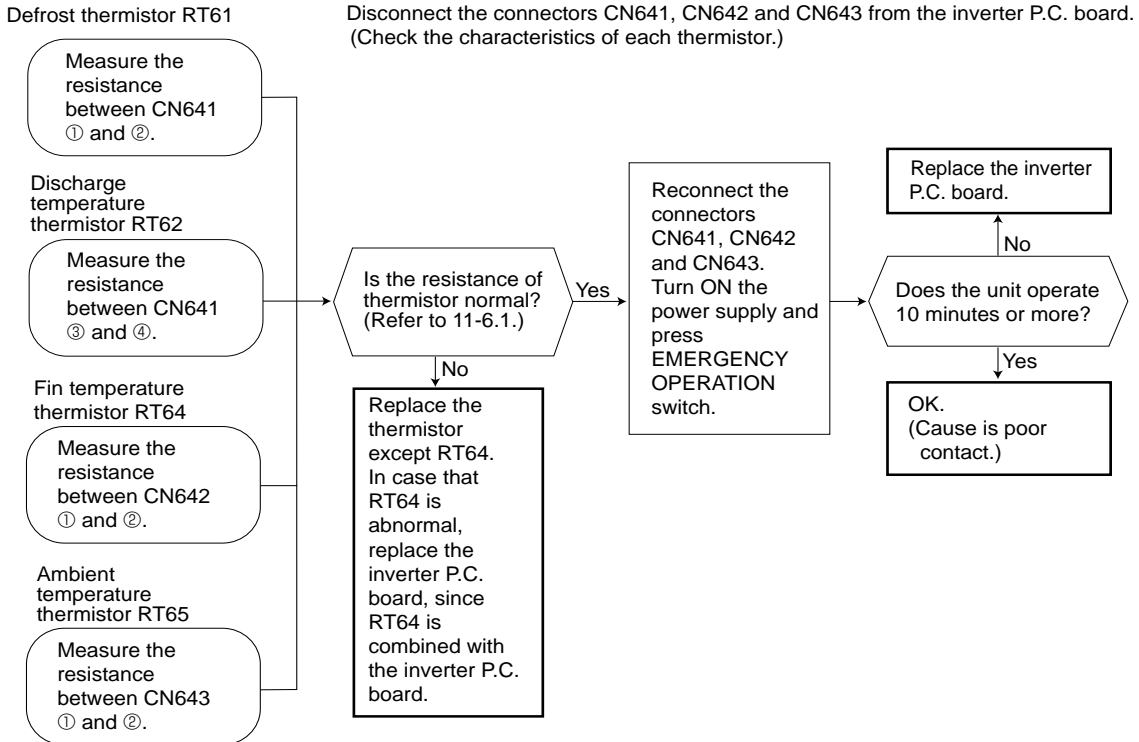 Defrost thermistor RT61
Disconnect the connectors CN641, CN642 and CN643 from the inverter P.C. board.
(Check the characteristics of each thermistor.)
Measure the
resistance
between CN641
① and ②.
Discharge
temperature
thermistor RT62
Measure the
resistance
between CN641
③ and ④.
Fin temperature
thermistor RT64
Measure the
resistance
between CN642
① and ②.
Ambient
temperature
thermistor RT65
Measure the
resistance
between CN643
① and ②.
Is the resistance of
thermistor normal?
(Refer to 11-6.1.)
Yes
No
Replace the
thermistor
except RT64.
In case that
RT64 is
abnormal,
replace the
inverter P.C.
board, since
RT64 is
combined with
the inverter P.C.
board.
Reconnect the
connectors
CN641, CN642
and CN643.
Turn ON the
power supply and
press
EMERGENCY
OPERATION
switch.
Replace the inverter
P.C. board.
No
Does the unit operate
10 minutes or more?
Yes
OK.
(Cause is poor
contact.)